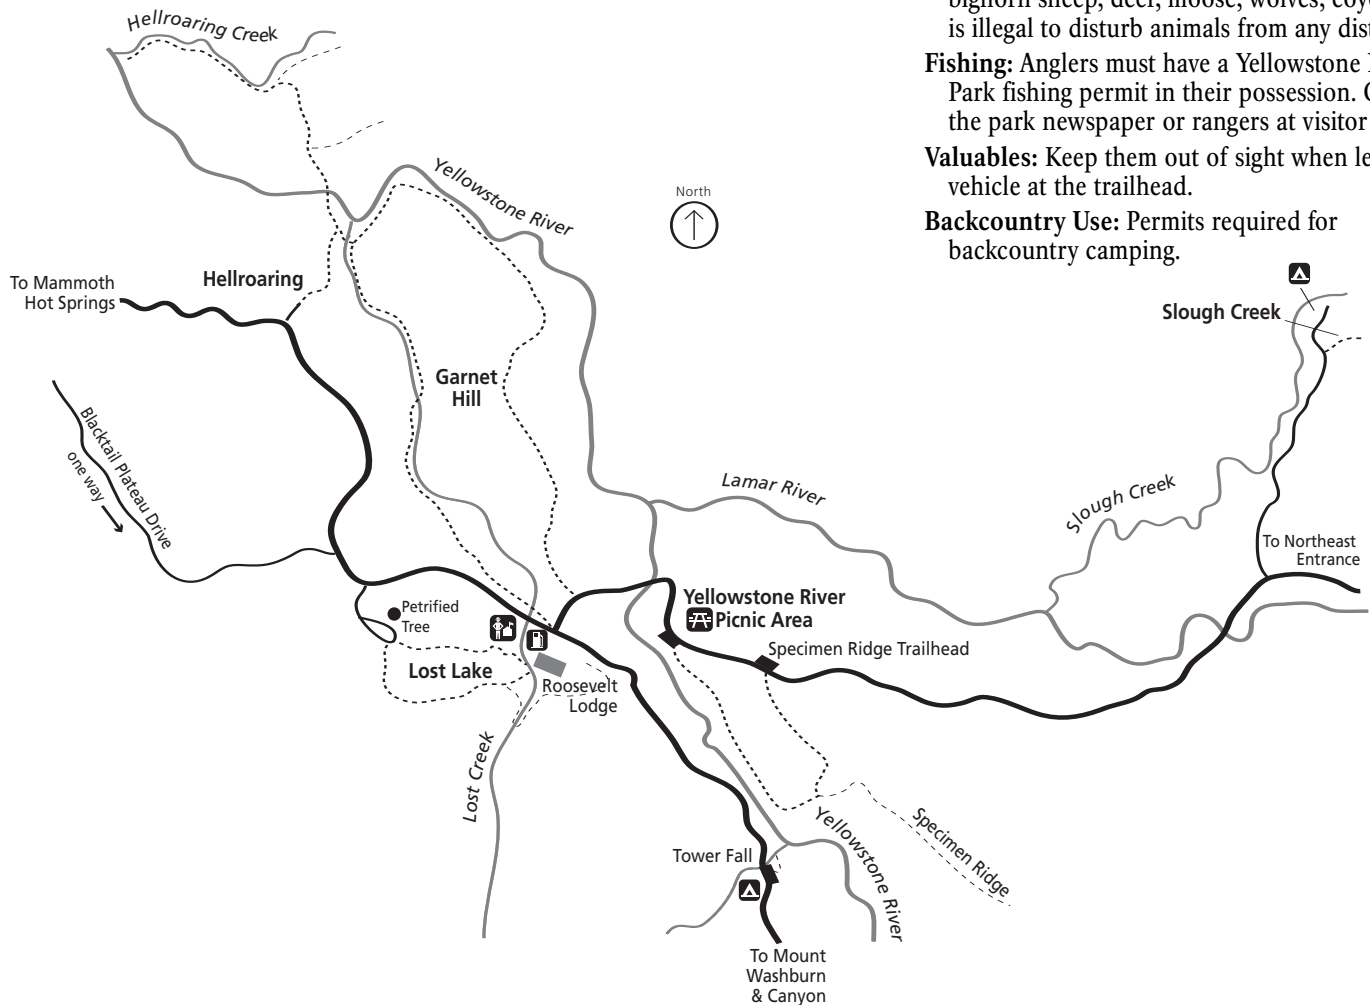 bighorn sheep, deer, moose, wolves,
is illegal to disturb animals from any
Fishing: Anglers must have a Yellowstone
Park fishing permit in their possession.
the park newspaper or rangers at visitor
Valuables: Keep them out of sight when
vehicle at the trailhead.
Backcountry Use: Permits required for
backcountry camping.
Hellroaring Creek
Yellowstone River
North
To Mammoth
Hot Springs
Hellroaring
Slough Creek
Garnet
Hill
Blacktail Plateau Drive
one way
Lamar River
Slough Creek
To Northeast
Entrance
Petrified
Tree
Yellowstone River
Picnic Area
Specimen Ridge Trailhead
Lost Lake
Roosevelt
Lodge
Lost Creek
Tower Fall
Yellowstone River
Specimen Ridge
To Mount
Washburn
& Canyon